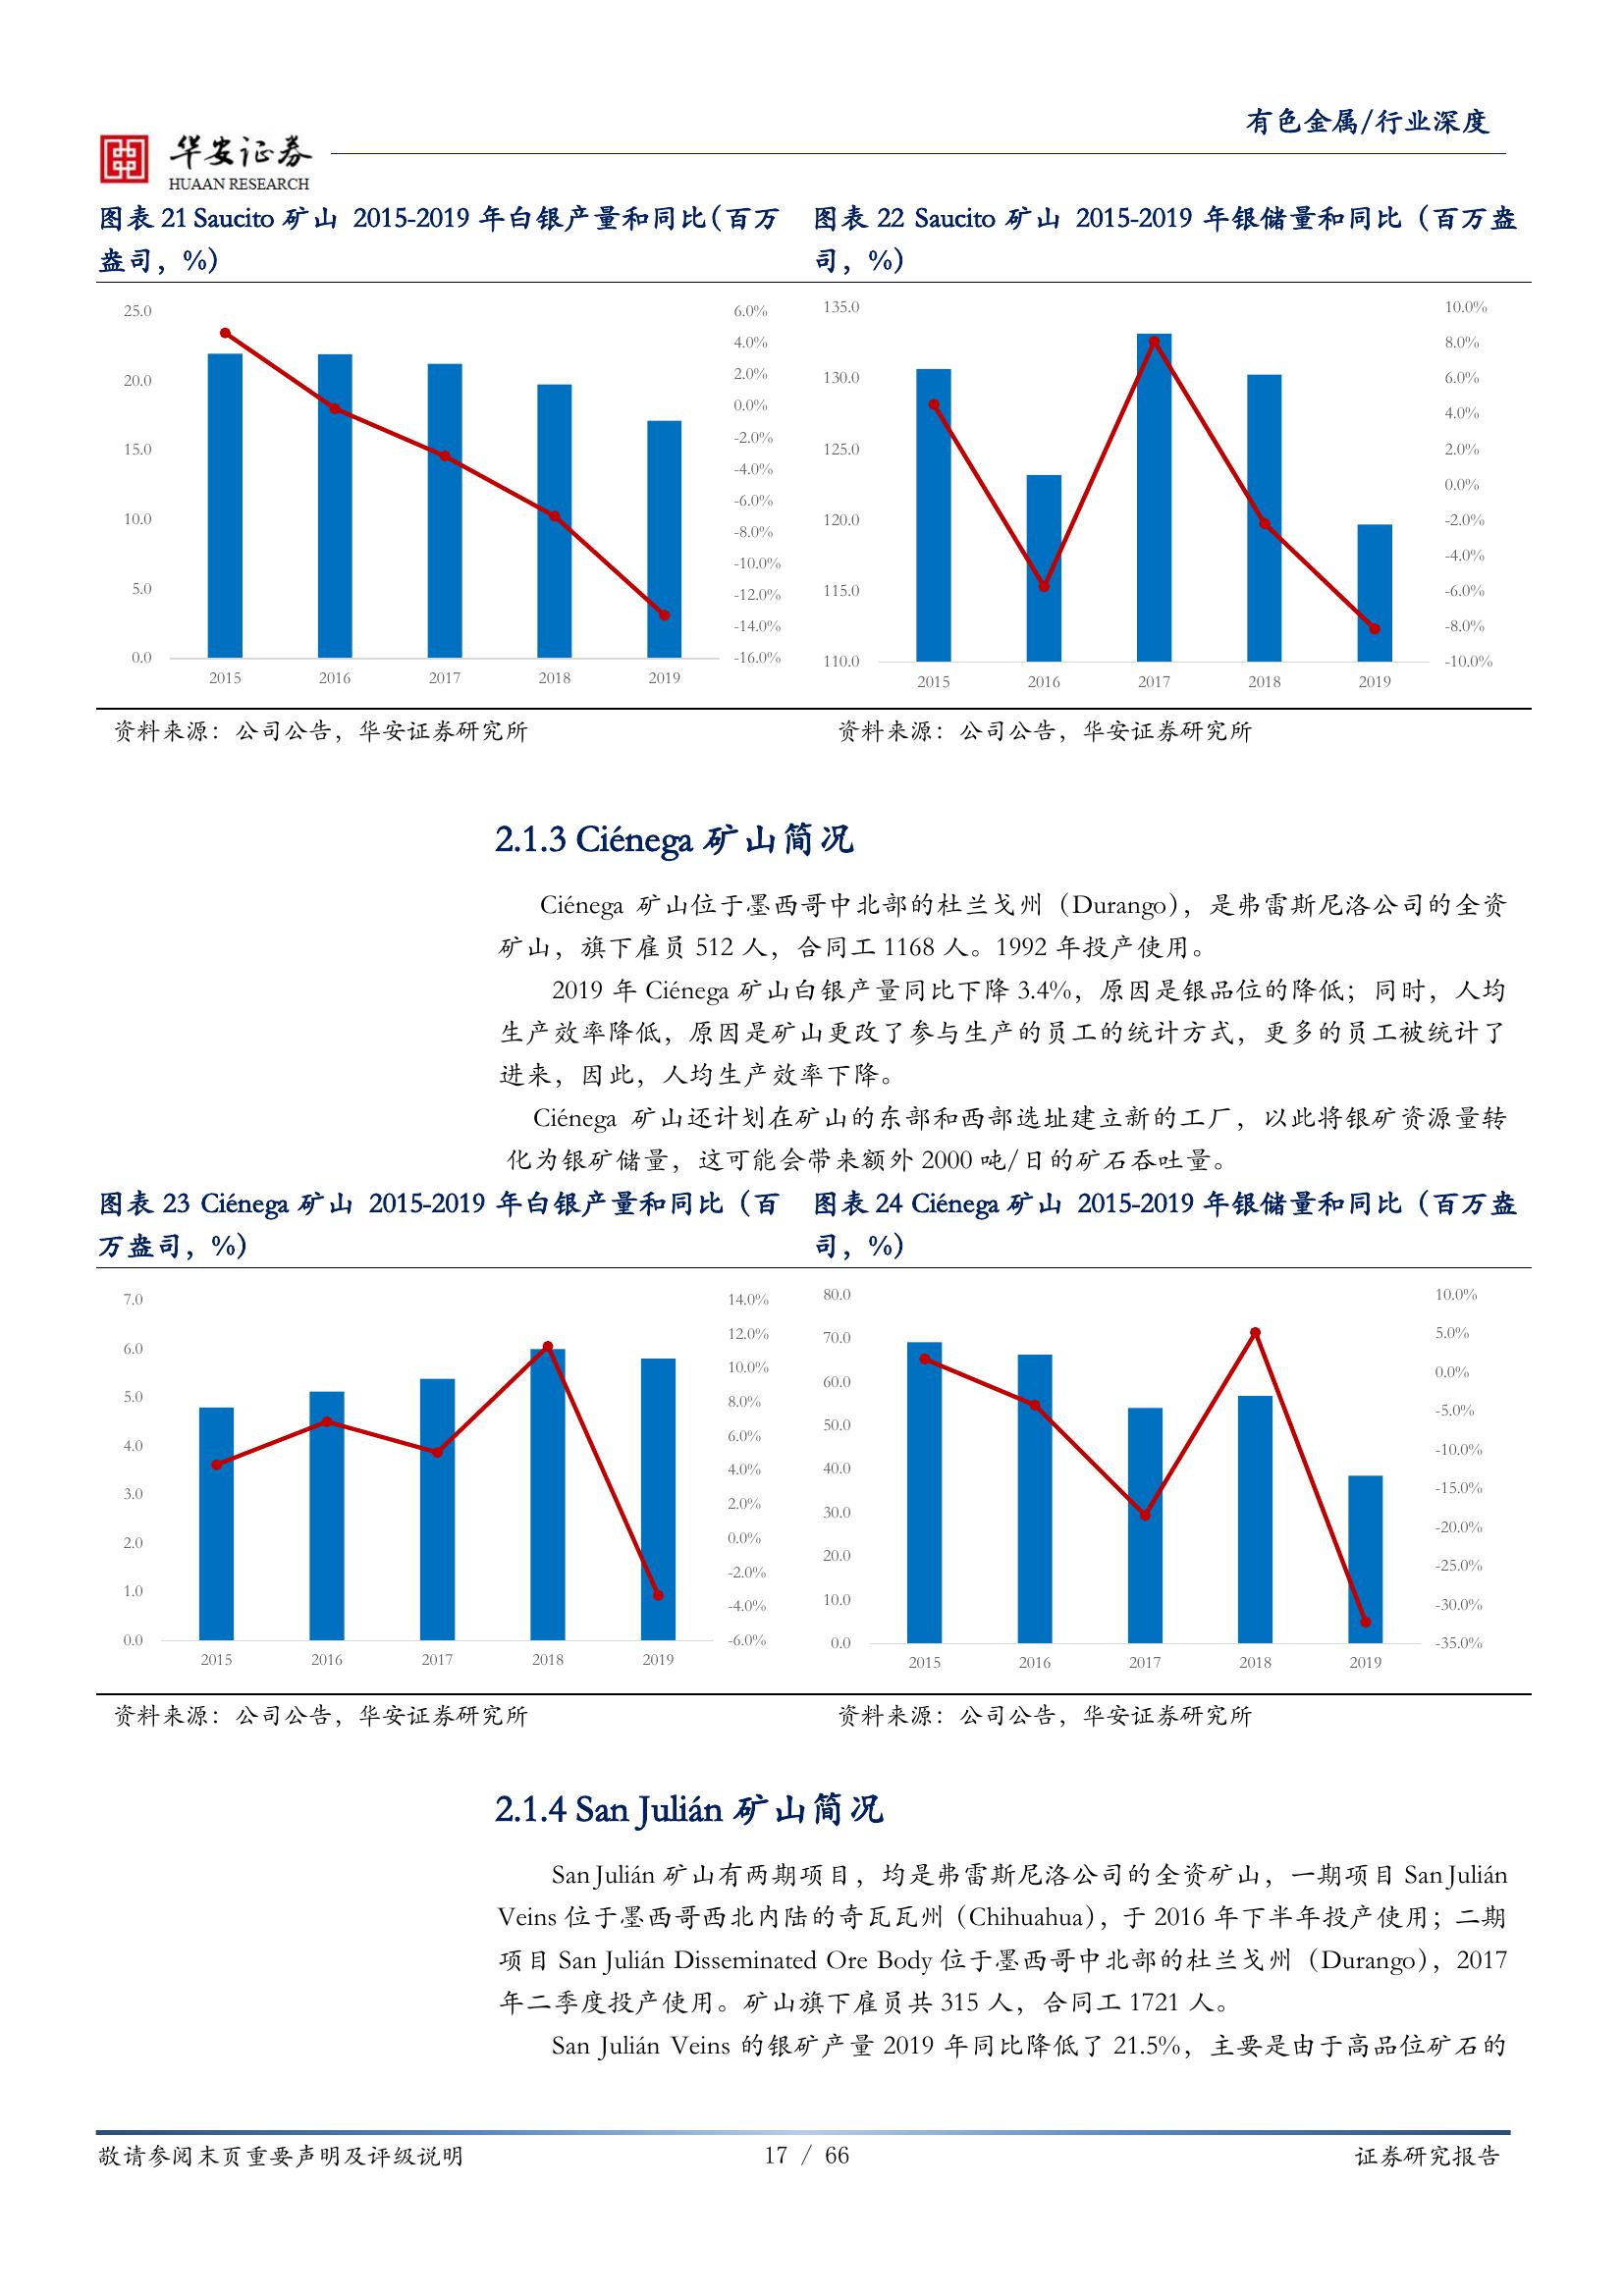 有色金属/行业深度
华安证券
HUAAN RESEARCH
图表 21 Saucito 矿山 2015-2019 年白银产量和同比（百万
盎司，%）
25.0
20.0
15.0
10.0
5.0
0.0
6.0%
4.0%
2.0%
0.0%
-2.0%
-4.0%
-6.0%
-8.0%
-10.0%
-12.0%
-14.0%
-16.0%
2015 2016 2017 2018 2019
图表 22 Saucito 矿山 2015-2019 年银储量和同比（百万盎
司，%）
135.0
130.0
125.0
120.0
115.0
110.0
10.0%
8.0%
6.0%
4.0%
2.0%
0.0%
-2.0%
-4.0%
-6.0%
-8.0%
-10.0%
2015 2016 2017 2018 2019
资料来源：公司公告，华安证券研究所
资料来源：公司公告，华安证券研究所
2.1.3 Ciénega 矿山简况
Ciénega 矿山位于墨西哥中北部的杜兰戈州（Durango），是弗雷斯尼洛公司的全资
矿山，旗下雇员 512 人，合同工 1168 人。1992 年投产使用。
2019 年 Ciénega 矿山白银产量同比下降 3.4%，原因是银品位的降低；同时，人均
生产效率降低，原因是矿山更改了参与生产的员工的统计方式，更多的员工被统计了
进来，因此，人均生产效率下降。
Ciénega 矿山还计划在矿山的东部和西部选址建立新的工厂，以此将银矿资源量转
化为银矿储量，这可能会带来额外 2000 吨/日的矿石吞吐量。
图表 23 Ciénega 矿山 2015-2019 年白银产量和同比（百
万盎司，%）
7.0
6.0
5.0
4.0
3.0
2.0
1.0
0.0
14.0%
12.0%
10.0%
8.0%
6.0%
4.0%
2.0%
0.0%
-2.0%
-4.0%
-6.0%
2015 2016 2017 2018 2019
图表 24 Ciénega 矿山 2015-2019 年银储量和同比（百万盎
司，%）
80.0
70.0
60.0
50.0
40.0
30.0
20.0
10.0
0.0
10.0%
5.0%
0.0%
-5.0%
-10.0%
-15.0%
-20.0%
-25.0%
-30.0%
-35.0%
2015 2016 2017 2018 2019
资料来源：公司公告，华安证券研究所
资料来源：公司公告，华安证券研究所
2.1.4 San Julián 矿山简况
San Julián 矿山有两期项目，均是弗雷斯尼洛公司的全资矿山，一期项目 San Julián
Veins 位于墨西哥西北内陆的奇瓦瓦州（Chihuahua），于 2016 年下半年投产使用；二期
项目 San Julián Disseminated Ore Body 位于墨西哥中北部的杜兰戈州（Durango），2017
年二季度投产使用。矿山旗下雇员共 315 人，合同工 1721 人。
San Julián Veins 的银矿产量 2019 年同比降低了 21.5%，主要是由于高品位矿石的
敬请参阅末页重要声明及评级说明
17 / 66
证券研究报告